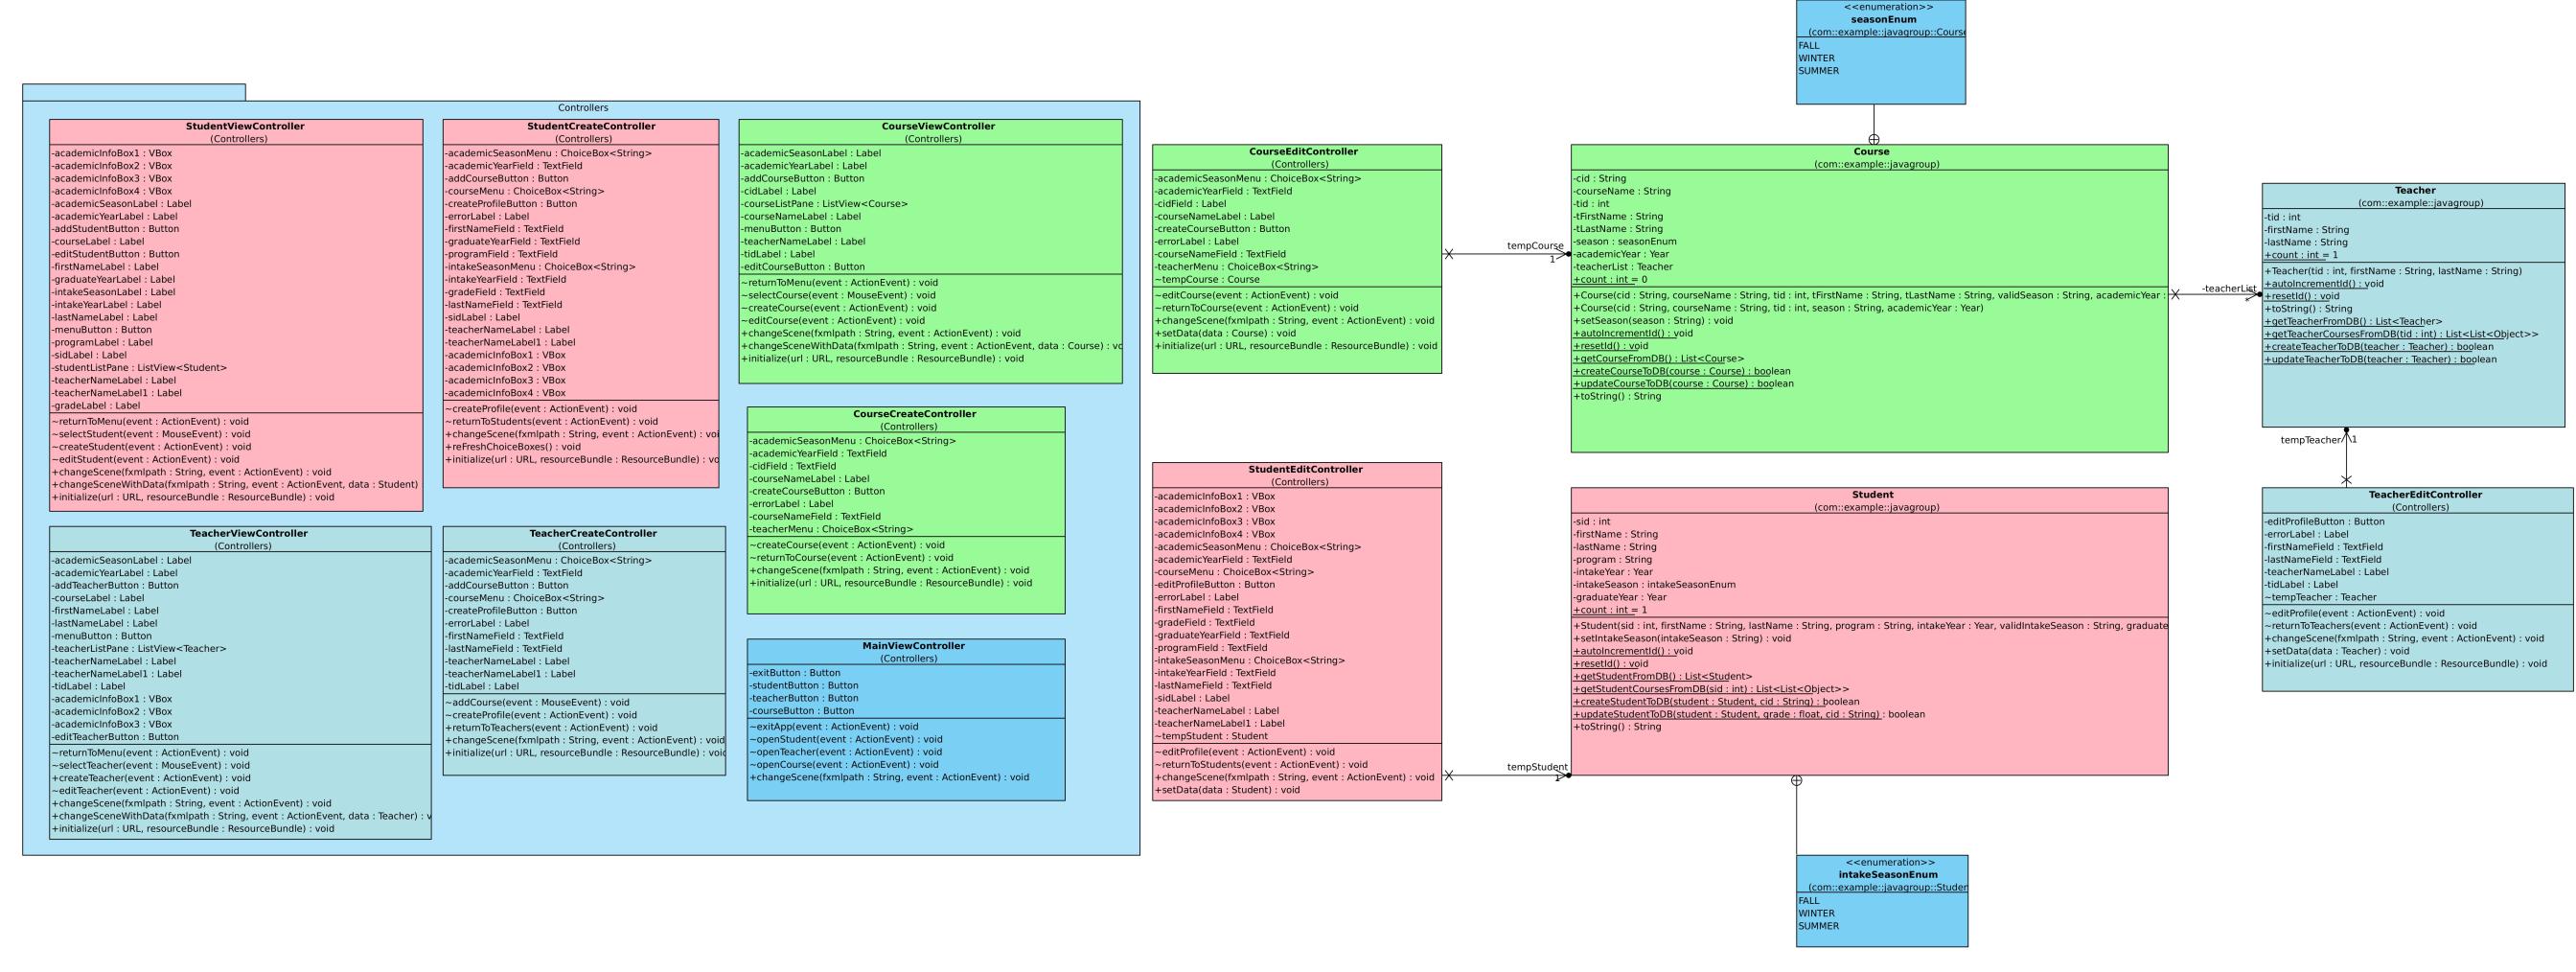 Controllers
StudentViewController
(Controllers)
-academicInfoBox1 : VBox
-academicInfoBox2 : VBox
-academicInfoBox3 : VBox
-academicInfoBox4 : VBox
-academicSeasonLabel : Label
-academicYearLabel : Label
-addStudentButton : Button
-courseLabel : Label
-editStudentButton : Button
-firstNameLabel : Label
-graduateYearLabel : Label
-intakeSeasonLabel : Label
-intakeYearLabel : Label
-lastNameLabel : Label
-menuButton : Button
-programLabel : Label
-sidLabel : Label
-studentListPane : ListView<Student>
-teacherNameLabel : Label
-teacherNameLabel1 : Label
-gradeLabel : Label
~returnToMenu(event : ActionEvent) : void
~selectStudent(event : MouseEvent) : void
~createStudent(event : ActionEvent) : void
~editStudent(event : ActionEvent) : void
+changeScene(fxmlpath : String, event : ActionEvent) : void
+changeSceneWithData(fxmlpath : String, event : ActionEvent, data : Student)
+initialize(url : URL, resourceBundle : ResourceBundle) : void
StudentCreateController
(Controllers)
-academicSeasonMenu : ChoiceBox<String>
-academicYearField : TextField
-addCourseButton : Button
-courseMenu : ChoiceBox<String>
-createProfileButton : Button
-errorLabel : Label
-firstNameField : TextField
-graduateYearField : TextField
-programField : TextField
-intakeSeasonMenu : ChoiceBox<String>
-intakeYearField : TextField
-gradeField : TextField
-lastNameField : TextField
-sidLabel : Label
-teacherNameLabel : Label
-teacherNameLabel1 : Label
-academicInfoBox1 : VBox
-academicInfoBox2 : VBox
-academicInfoBox3 : VBox
-academicInfoBox4 : VBox
~createProfile(event : ActionEvent) : void
~returnToStudents(event : ActionEvent) : void
+changeScene(fxmlpath : String, event : ActionEvent) : voi
+reFreshChoiceBoxes() : void
+initialize(url : URL, resourceBundle : ResourceBundle) : vo
CourseViewController
(Controllers)
-academicSeasonLabel : Label
-academicYearLabel : Label
-addCourseButton : Button
-cidLabel : Label
-courseListPane : ListView<Course>
-courseNameLabel : Label
-menuButton : Button
-teacherNameLabel : Label
-tidLabel : Label
-editCourseButton : Button
~returnToMenu(event : ActionEvent) : void
~selectCourse(event : MouseEvent) : void
~createCourse(event : ActionEvent) : void
~editCourse(event : ActionEvent) : void
+changeScene(fxmlpath : String, event : ActionEvent) : void
+changeSceneWithData(fxmlpath : String, event : ActionEvent, data : Course) : vo
+initialize(url : URL, resourceBundle : ResourceBundle) : void
TeacherViewController
(Controllers)
-academicSeasonLabel : Label
-academicYearLabel : Label
-addTeacherButton : Button
-courseLabel : Label
-firstNameLabel : Label
-lastNameLabel : Label
-menuButton : Button
-teacherListPane : ListView<Teacher>
-teacherNameLabel : Label
-teacherNameLabel1 : Label
-tidLabel : Label
-academicInfoBox1 : VBox
-academicInfoBox2 : VBox
-academicInfoBox3 : VBox
-editTeacherButton : Button
~returnToMenu(event : ActionEvent) : void
~selectTeacher(event : MouseEvent) : void
+createTeacher(event : ActionEvent) : void
~editTeacher(event : ActionEvent) : void
+changeScene(fxmlpath : String, event : ActionEvent) : void
+changeSceneWithData(fxmlpath : String, event : ActionEvent, data : Teacher) : v
+initialize(url : URL, resourceBundle : ResourceBundle) : void
TeacherCreateController
(Controllers)
-academicSeasonMenu : ChoiceBox<String>
-academicYearField : TextField
-addCourseButton : Button
-courseMenu : ChoiceBox<String>
-createProfileButton : Button
-errorLabel : Label
-firstNameField : TextField
-lastNameField : TextField
-teacherNameLabel : Label
-teacherNameLabel1 : Label
-tidLabel : Label
~addCourse(event : MouseEvent) : void
~createProfile(event : ActionEvent) : void
+returnToTeachers(event : ActionEvent) : void
+changeScene(fxmlpath : String, event : ActionEvent) : void
+initialize(url : URL, resourceBundle : ResourceBundle) : void
CourseCreateController
(Controllers)
-academicSeasonMenu : ChoiceBox<String>
-academicYearField : TextField
-cidField : TextField
-courseNameLabel : Label
-createCourseButton : Button
-errorLabel : Label
-courseNameField : TextField
-teacherMenu : ChoiceBox<String>
~createCourse(event : ActionEvent) : void
~returnToCourse(event : ActionEvent) : void
+changeScene(fxmlpath : String, event : ActionEvent) : void
+initialize(url : URL, resourceBundle : ResourceBundle) : void
MainViewController
(Controllers)
-exitButton : Button
-studentButton : Button
-teacherButton : Button
-courseButton : Button
~exitApp(event : ActionEvent) : void
~openStudent(event : ActionEvent) : void
~openTeacher(event : ActionEvent) : void
~openCourse(event : ActionEvent) : void
+changeScene(fxmlpath : String, event : ActionEvent) : void
CourseEditController
(Controllers)
-academicSeasonMenu : ChoiceBox<String>
-academicYearField : TextField
-cidField : Label
-courseNameLabel : Label
-createCourseButton : Button
-errorLabel : Label
-courseNameField : TextField
-teacherMenu : ChoiceBox<String>
~tempCourse : Course
~editCourse(event : ActionEvent) : void
~returnToCourse(event : ActionEvent) : void
+changeScene(fxmlpath : String, event : ActionEvent) : void
+setData(data : Course) : void
+initialize(url : URL, resourceBundle : ResourceBundle) : void
tempCourse
1
StudentEditController
(Controllers)
-academicInfoBox1 : VBox
-academicInfoBox2 : VBox
-academicInfoBox3 : VBox
-academicInfoBox4 : VBox
-academicSeasonMenu : ChoiceBox<String>
-academicYearField : TextField
-courseMenu : ChoiceBox<String>
-editProfileButton : Button
-errorLabel : Label
-firstNameField : TextField
-gradeField : TextField
-graduateYearField : TextField
-programField : TextField
-intakeSeasonMenu : ChoiceBox<String>
-intakeYearField : TextField
-lastNameField : TextField
-sidLabel : Label
-teacherNameLabel : Label
-teacherNameLabel1 : Label
~tempStudent : Student
~editProfile(event : ActionEvent) : void
~returnToStudents(event : ActionEvent) : void
+changeScene(fxmlpath : String, event : ActionEvent) : void
+setData(data : Student) : void
tempStudent
1
<<enumeration>>
seasonEnum
(com::example::javagroup::Course
FALL
WINTER
SUMMER
Course
(com::example::javagroup)
-cid : String
-courseName : String
-tid : int
-tFirstName : String
-tLastName : String
-season : seasonEnum
-academicYear : Year
-teacherList : Teacher
+count : int = 0
+Course(cid : String, courseName : String, tid : int, tFirstName : String, tLastName : String, validSeason : String, academicYear :
+Course(cid : String, courseName : String, tid : int, season : String, academicYear : Year)
+setSeason(season : String) : void
+autoIncrementId() : void
+resetId() : void
+getCourseFromDB() : List<Course>
+createCourseToDB(course : Course) : boolean
+updateCourseToDB(course : Course) : boolean
+toString() : String
-teacherList
*
Student
(com::example::javagroup)
-sid : int
-firstName : String
-lastName : String
-program : String
-intakeYear : Year
-intakeSeason : intakeSeasonEnum
-graduateYear : Year
+count : int = 1
+Student(sid : int, firstName : String, lastName : String, program : String, intakeYear : Year, validIntakeSeason : String, graduate
+setIntakeSeason(intakeSeason : String) : void
+autoIncrementId() : void
+resetId() : void
+getStudentFromDB() : List<Student>
+getStudentCoursesFromDB(sid : int) : List<List<Object>>
+createStudentToDB(student : Student, cid : String) : boolean
+updateStudentToDB(student : Student, grade : float, cid : String) : boolean
+toString() : String
<<enumeration>>
intakeSeasonEnum
(com::example::javagroup::Studen
FALL
WINTER
SUMMER
Teacher
(com::example::javagroup)
-tid : int
-firstName : String
-lastName : String
+count : int = 1
+Teacher(tid : int, firstName : String, lastName : String)
+autoIncrementId() : void
+resetId() : void
+toString() : String
+getTeacherFromDB() : List<Teacher>
+getTeacherCoursesFromDB(tid : int) : List<List<Object>>
+createTeacherToDB(teacher : Teacher) : boolean
+updateTeacherToDB(teacher : Teacher) : boolean
tempTeacher
1
TeacherEditController
(Controllers)
-editProfileButton : Button
-errorLabel : Label
-firstNameField : TextField
-lastNameField : TextField
-teacherNameLabel : Label
-tidLabel : Label
~tempTeacher : Teacher
~editProfile(event : ActionEvent) : void
~returnToTeachers(event : ActionEvent) : void
+changeScene(fxmlpath : String, event : ActionEvent) : void
+setData(data : Teacher) : void
+initialize(url : URL, resourceBundle : ResourceBundle) : void